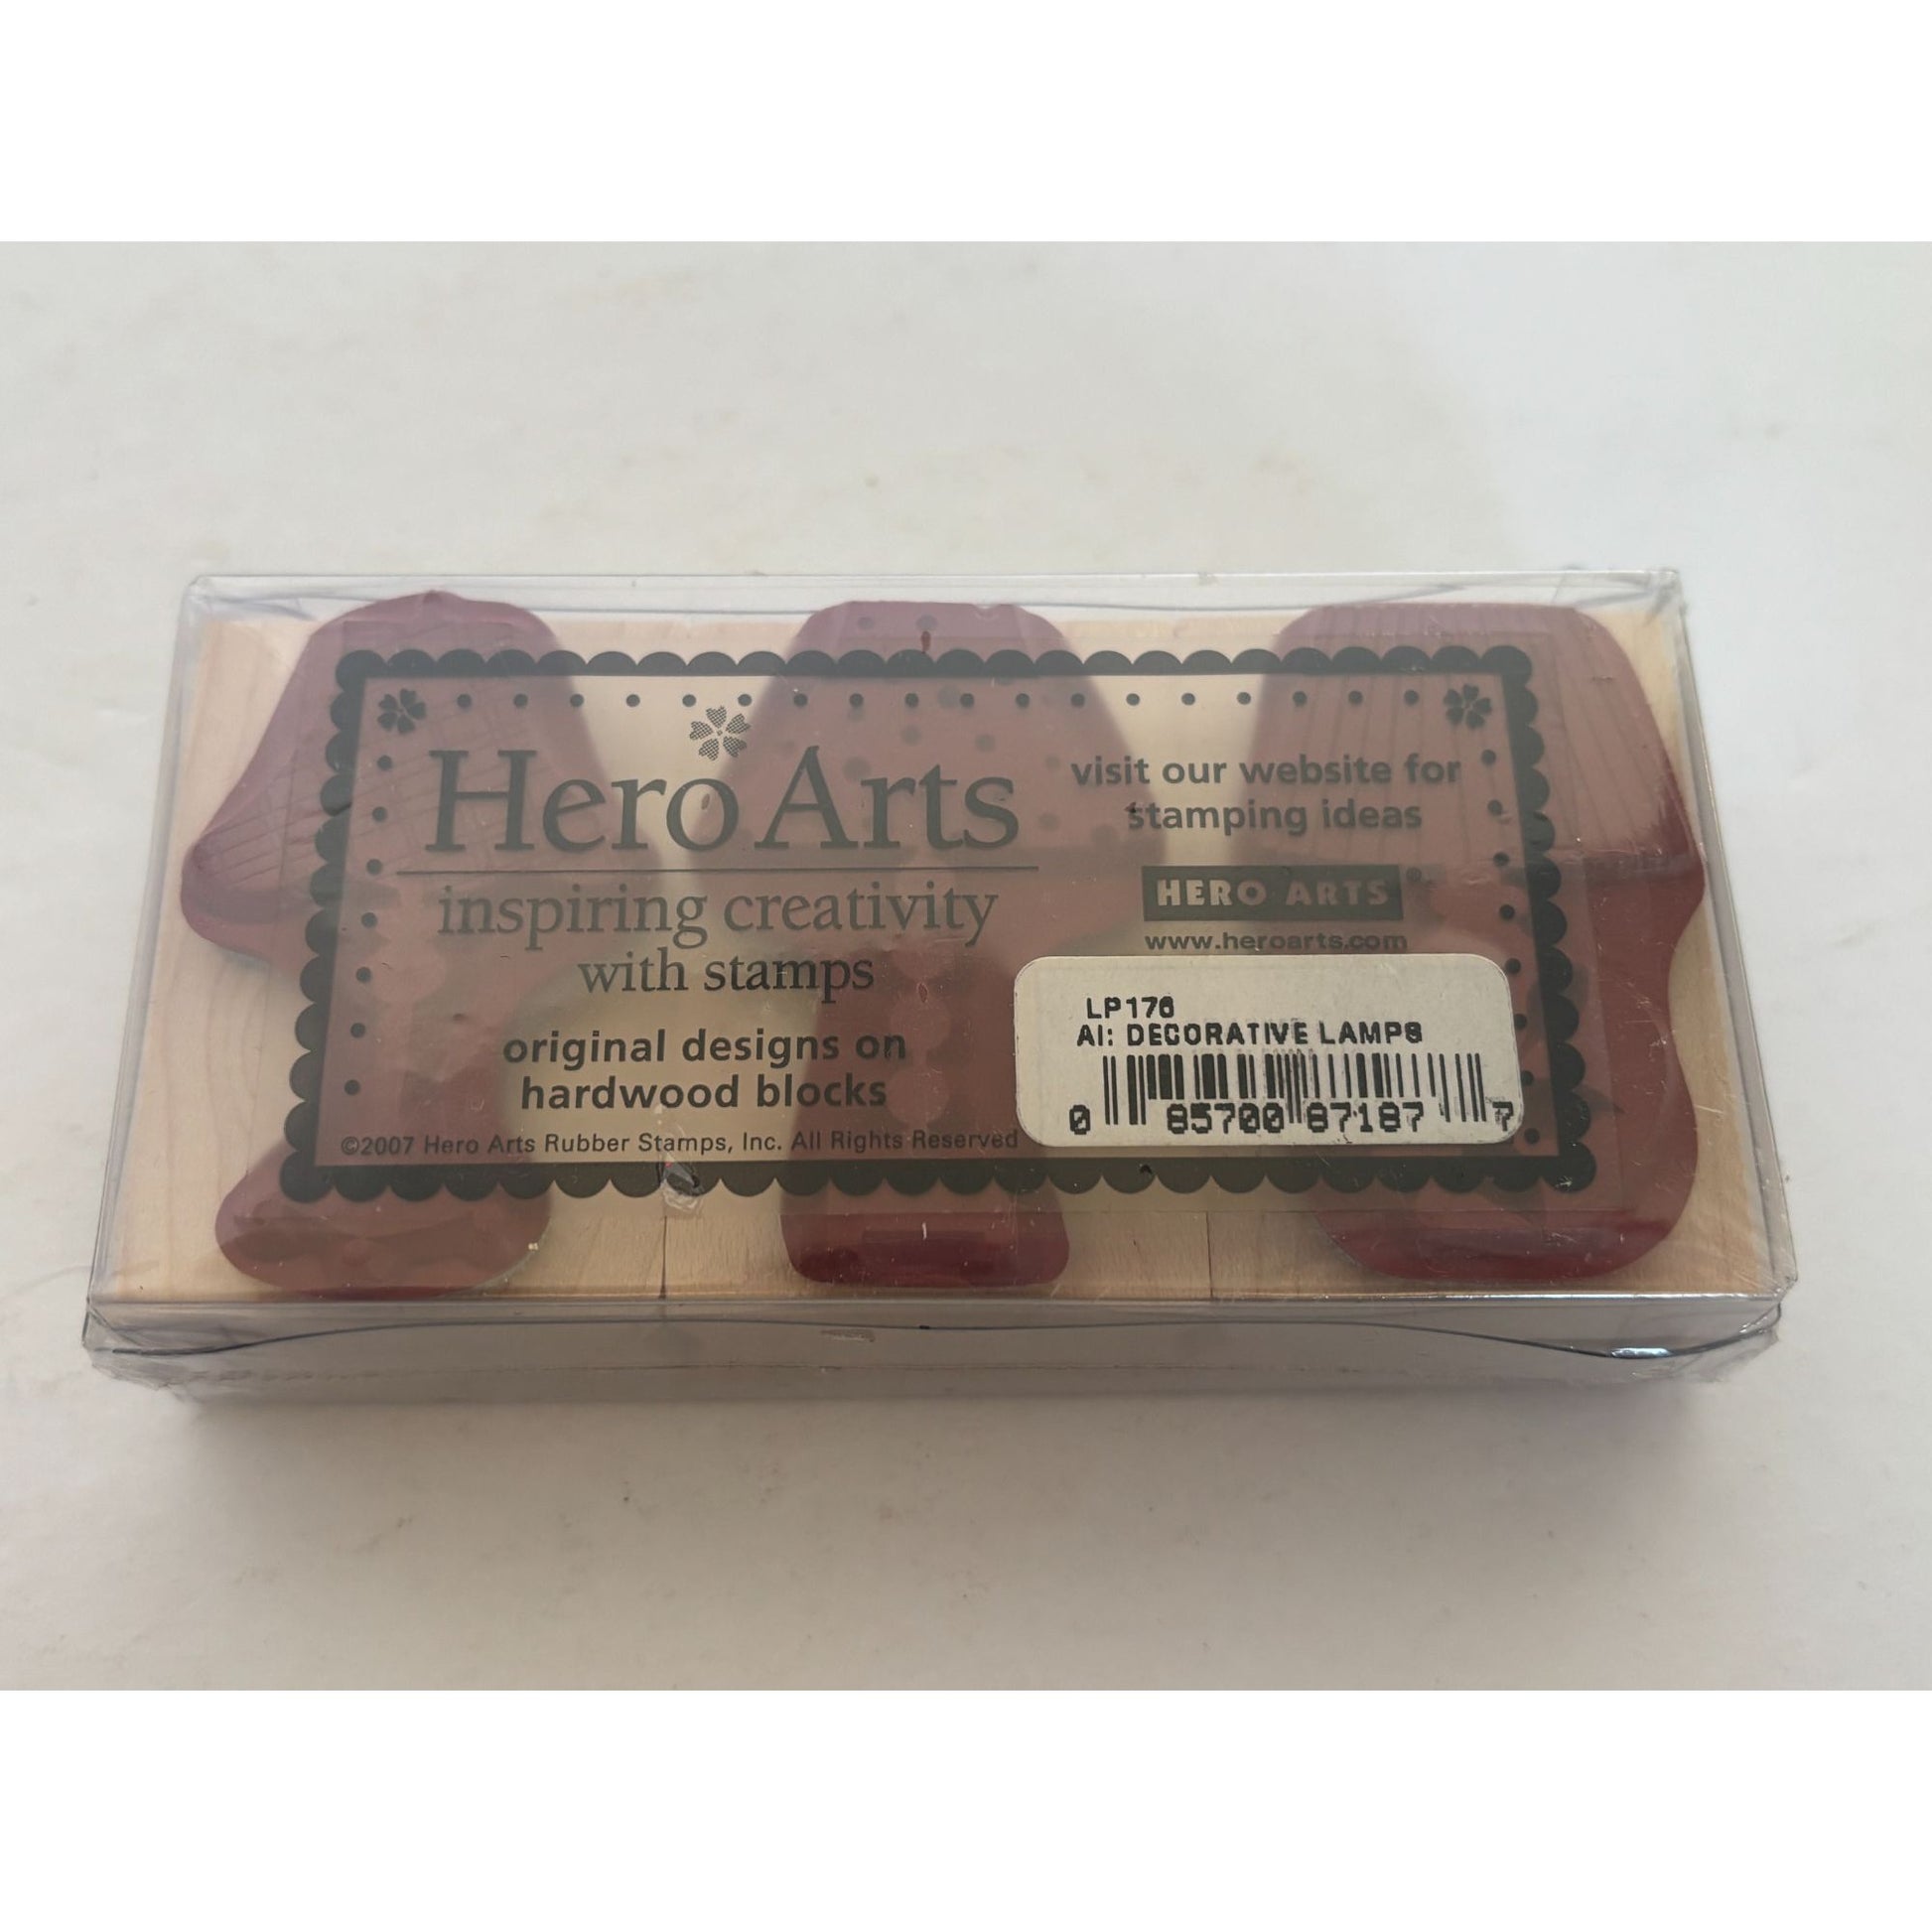 Hero Arts
inspiring creativity
with stamps
original designs on
hardwood blocks
©2007 Hero Arts Rubber Stamps, Inc. All Rights Reserved
visit our website for
stamping ideas
HERO ARTS
www.heroarts.com
LP176
AI: DECORATIVE LAMPS
0 85700 87187 7